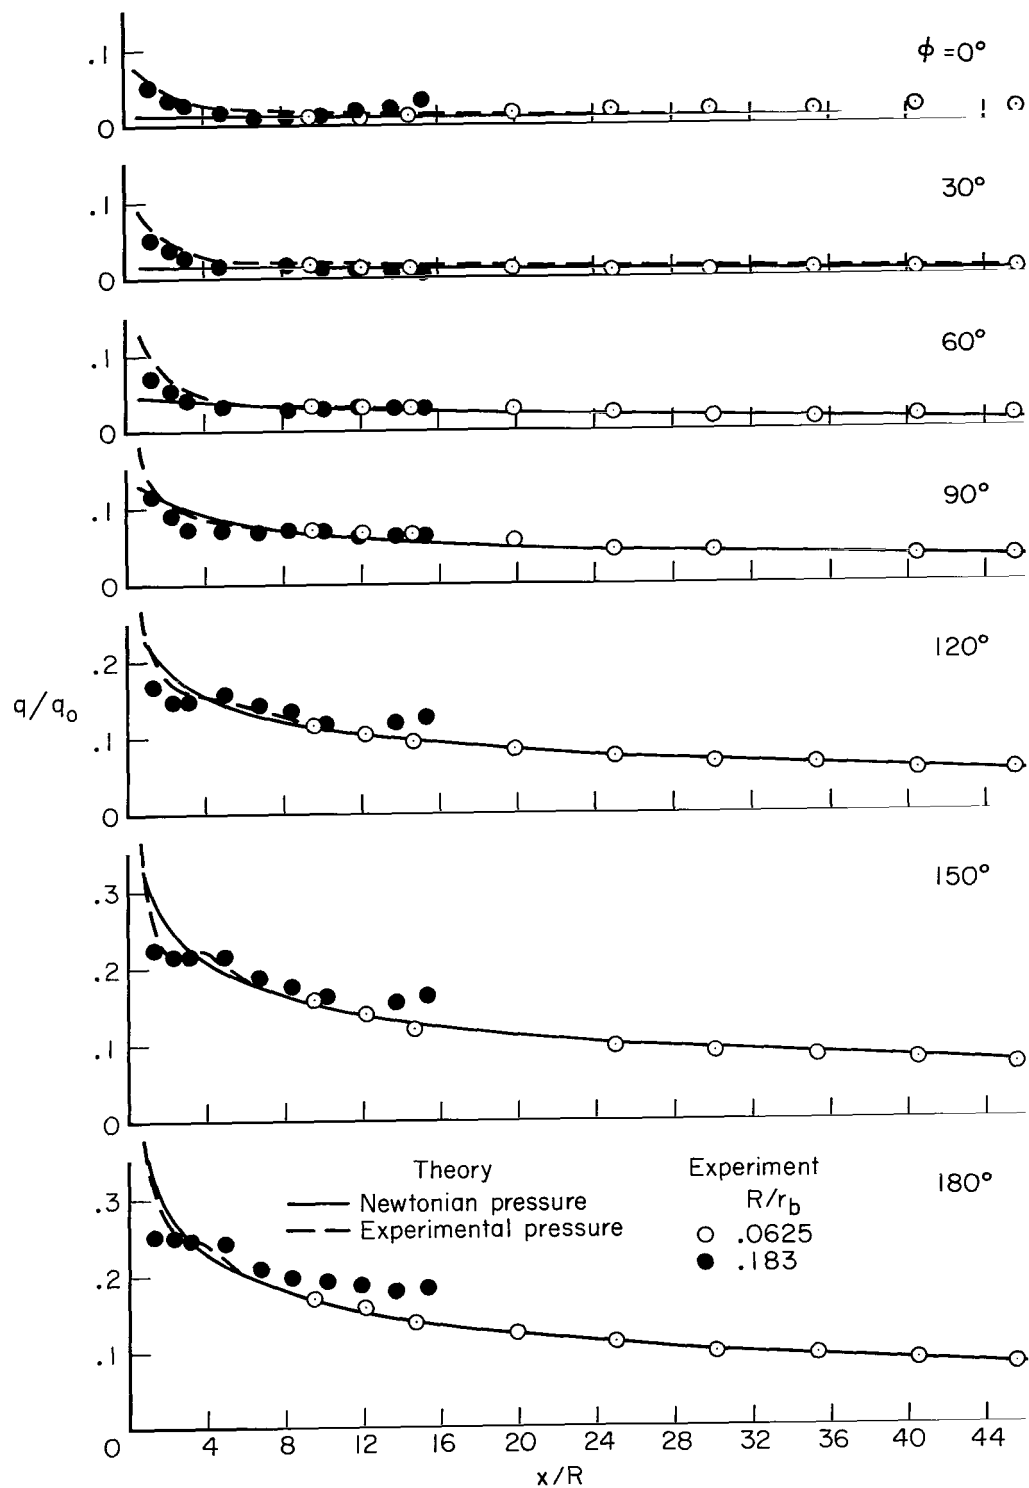 .1
ϕ = 0°
0
30°
.1
0
60°
.1
0
90°
.1
0
120°
.2
q/q₀
.1
0
150°
.3
.2
.1
0
Theory
Experiment
180°
Newtonian pressure
R/r_b
.3
Experimental pressure
.0625
.183
.2
.1
0 4 8 12 16 20 24 28 32 36 40 44
x/R